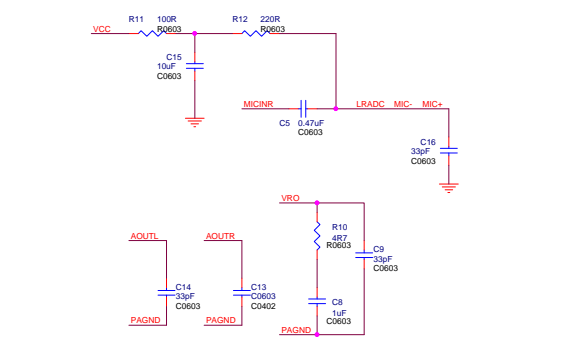 R11 100R R12 220R
VCC R0603 R0603
C15
10uF
C0603
MICINR LRADC MIC- MIC+
C5 0.47uF
C0603
C16
33pF
C0603
VRO
R10
4R7
R0603
AOUTL AOUTR
C9
33pF
C0603
C14
33pF
C0603
C13
C0603
C0402
C8
1uF
C0603
PAGND PAGND PAGND